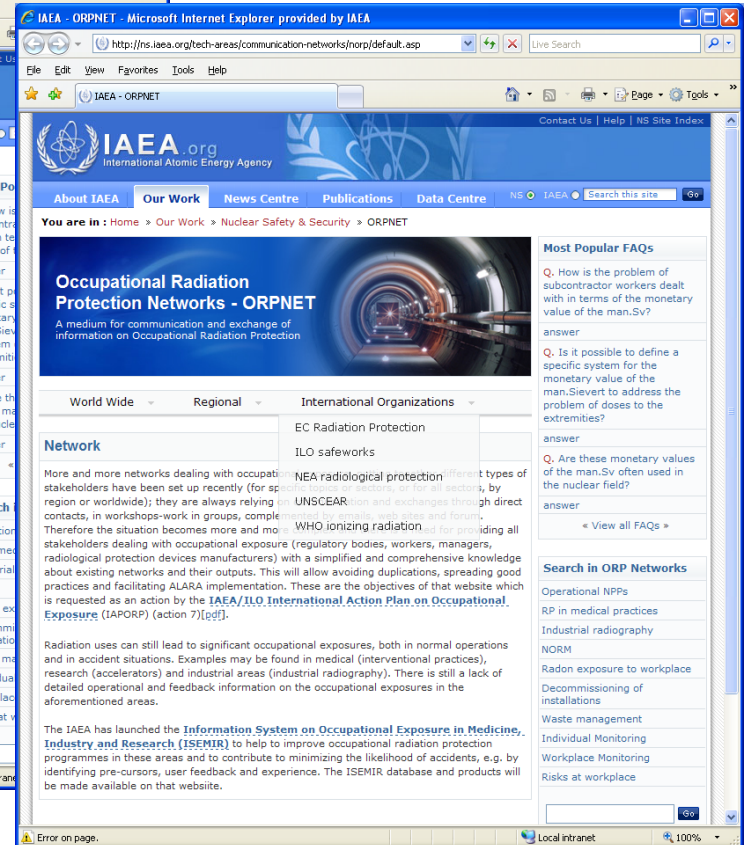 IAEA - ORPNET - Microsoft Internet Explorer provided by IAEA
http://ns.iaea.org/tech-areas/communication-networks/norp/default.asp
Live Search
File Edit View Favorites Tools Help
IAEA - ORPNET
Page Tools »
Contact Us | Help | NS Site Index
IAEA.org
International Atomic Energy Agency
About IAEA Our Work News Centre Publications Data Centre NS IAEA Search this site Go
You are in : Home » Our Work » Nuclear Safety & Security » ORPNET
Occupational Radiation
Protection Networks - ORPNET
A medium for communication and exchange of
information on Occupational Radiation Protection
World Wide Regional International Organizations
EC Radiation Protection
ILO safeworks
NEA radiological protection
UNSCEAR
WHO ionizing radiation
Network
More and more networks dealing with occupational different types of
stakeholders have been set up recently (for specific topics or sectors, or for all sectors, by
region or worldwide); they are always relying on and exchanges through direct
contacts, in workshops-work in groups, complemented by emails, web sites and forum.
Therefore the situation becomes more and more for providing all
stakeholders dealing with occupational exposure (regulatory bodies, workers, managers,
radiological protection devices manufacturers) with a simplified and comprehensive knowledge
about existing networks and their outputs. This will allow avoiding duplications, spreading good
practices and facilitating ALARA implementation. These are the objectives of that website which
is requested as an action by the IAEA/ILO International Action Plan on Occupational
Exposure (IAPORP) (action 7)[pdf].
Radiation uses can still lead to significant occupational exposures, both in normal operations
and in accident situations. Examples may be found in medical (interventional practices),
research (accelerators) and industrial areas (industrial radiography). There is still a lack of
detailed operational and feedback information on the occupational exposures in the
aforementioned areas.
The IAEA has launched the Information System on Occupational Exposure in Medicine,
Industry and Research (ISEMIR) to help to improve occupational radiation protection
programmes in these areas and to contribute to minimizing the likelihood of accidents, e.g. by
identifying pre-cursors, user feedback and experience. The ISEMIR database and products will
be made available on that website.
Most Popular FAQs
Q. How is the problem of
subcontractor workers dealt
with in terms of the monetary
value of the man.Sv?
answer
Q. Is it possible to define a
specific system for the
monetary value of the
man.Sievert to address the
problem of doses to the
extremities?
answer
Q. Are these monetary values
of the man.Sv often used in
the nuclear field?
answer
« View all FAQs »
Search in ORP Networks
Operational NPPs
RP in medical practices
Industrial radiography
NORM
Radon exposure to workplace
Decommissioning of
installations
Waste management
Individual Monitoring
Workplace Monitoring
Risks at workplace
Go
Error on page.
Local intranet
100%